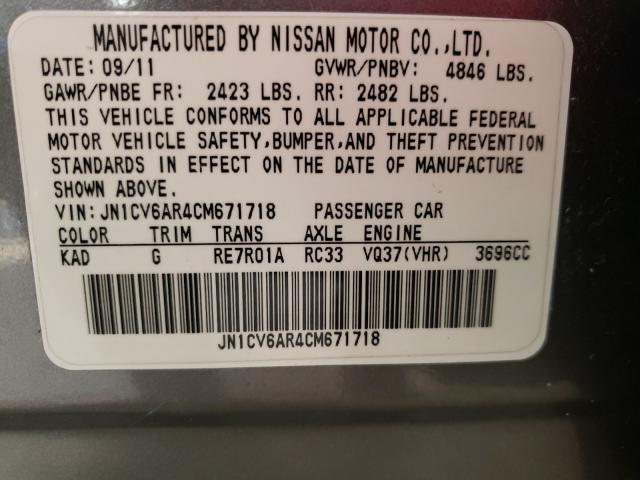 MANUFACTURED BY NISSAN MOTOR CO.,LTD.
DATE: 09/11 GVWR/PNBV: 4846 LBS.
GAWR/PNBE FR: 2423 LBS. RR: 2482 LBS.
THIS VEHICLE CONFORMS TO ALL APPLICABLE FEDERAL
MOTOR VEHICLE SAFETY,BUMPER,AND THEFT PREVENTION
STANDARDS IN EFFECT ON THE DATE OF MANUFACTURE
SHOWN ABOVE.
VIN:JN1CV6AR4CM671718 PASSENGER CAR
COLOR TRIM TRANS AXLE ENGINE
KAD G RE7R01A RC33 VQ37(VHR) 3696CC
JN1CV6AR4CM671718